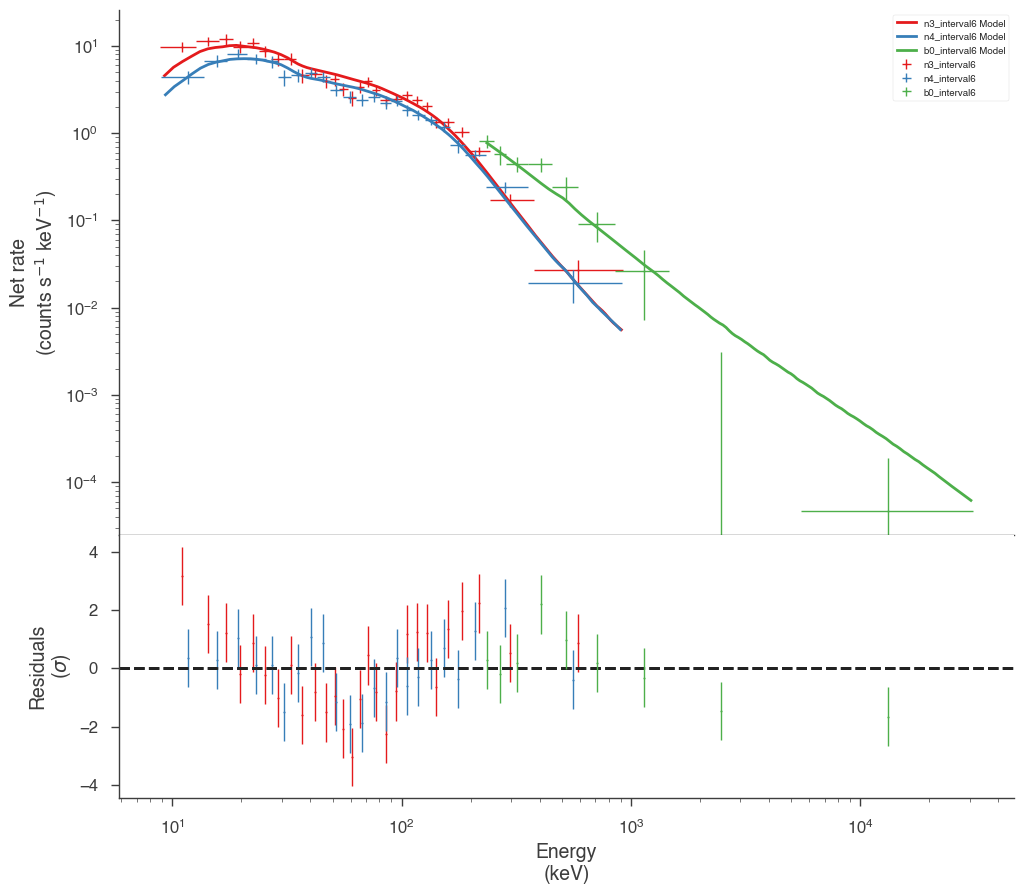 n3_interval6 Model
n4_interval6 Model
b0_interval6 Model
n3_interval6
n4_interval6
b0_interval6
Net rate
(counts s⁻¹ keV⁻¹)
10¹
10⁰
10⁻¹
10⁻²
10⁻³
10⁻⁴
Residuals
(σ)
4
2
0
−2
−4
10¹
10²
10³
10⁴
Energy
(keV)